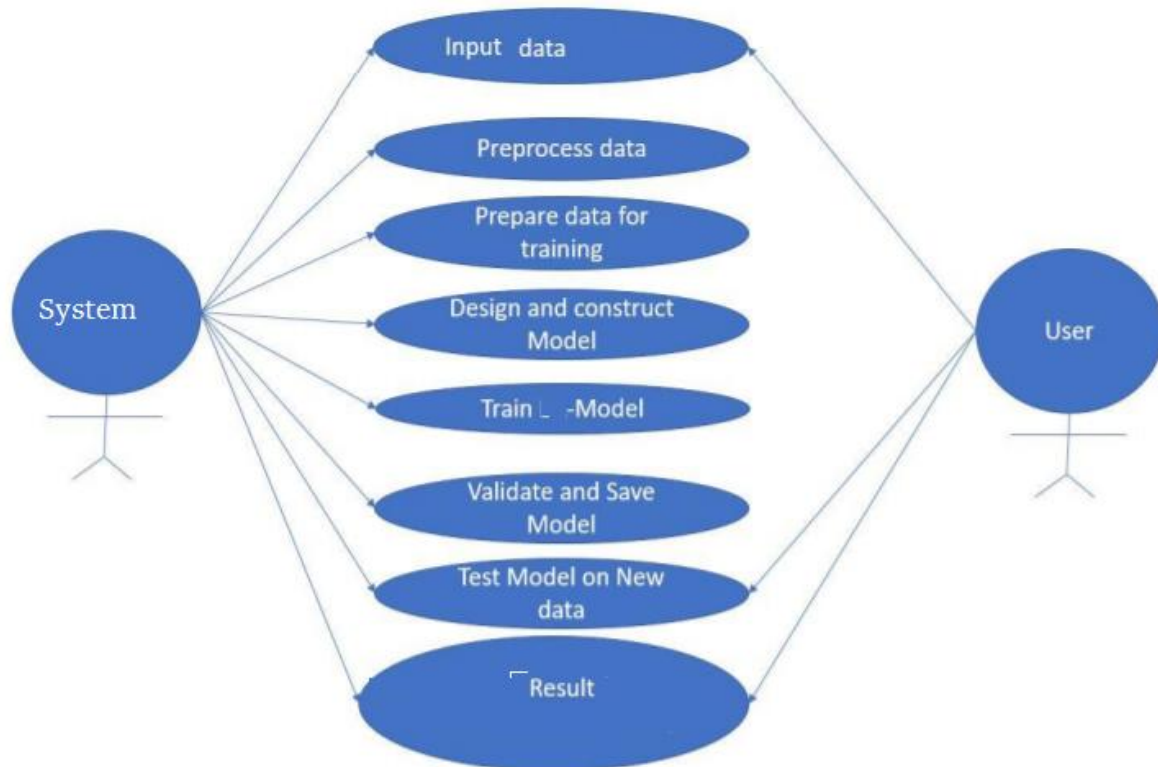 Input data
Preprocess data
Prepare data for
training
System
Design and construct
Model
User
Train -Model
Validate and Save
Model
Test Model on New
data
Result